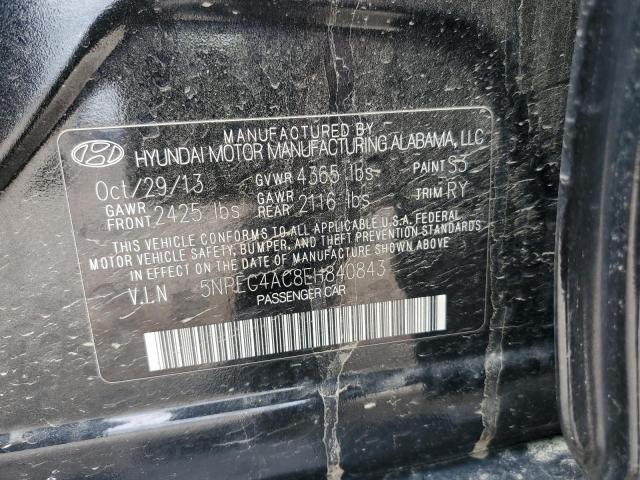 MANUFACTURED BY
HYUNDAI MOTOR MANUFACTURING ALABAMA, LLC
Oct/29/13 GVWR 4365 lbs PAINT S3
GAWR FRONT 2425 lbs GAWR REAR 2116 lbs TRIM RY
THIS VEHICLE CONFORMS TO ALL APPLICABLE U.S.A. FEDERAL
MOTOR VEHICLE SAFETY, BUMPER, AND THEFT PREVENTION STANDARDS
IN EFFECT ON THE DATE OF MANUFACTURE SHOWN ABOVE.
V.I.N 5NPEC4AC8EH840843
PASSENGER CAR